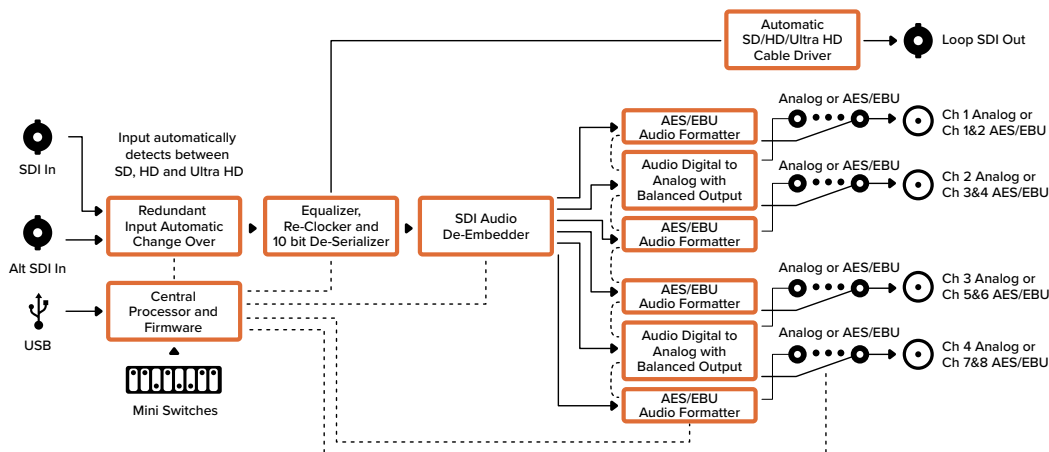 Automatic
SD/HD/Ultra HD
Cable Driver
Loop SDI Out
SDI In
Input automatically
detects between
SD, HD and Ultra HD
Alt SDI In
Redundant
Input Automatic
Change Over
Equalizer,
Re-Clocker and
10 bit De-Serializer
SDI Audio
De-Embedder
USB
Central
Processor and
Firmware
Mini Switches
AES/EBU
Audio Formatter
Audio Digital to
Analog with
Balanced Output
AES/EBU
Audio Formatter
AES/EBU
Audio Formatter
Audio Digital to
Analog with
Balanced Output
AES/EBU
Audio Formatter
Analog or AES/EBU
Ch 1 Analog or
Ch 1&2 AES/EBU
Analog or AES/EBU
Ch 2 Analog or
Ch 3&4 AES/EBU
Analog or AES/EBU
Ch 3 Analog or
Ch 5&6 AES/EBU
Analog or AES/EBU
Ch 4 Analog or
Ch 7&8 AES/EBU